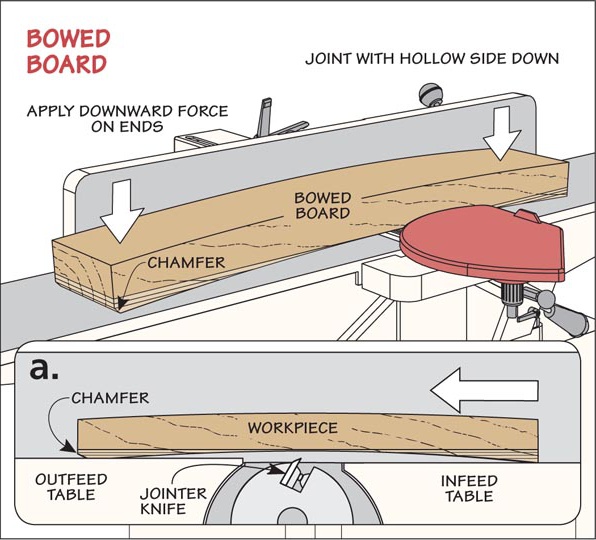 BOWED
BOARD
JOINT WITH HOLLOW SIDE DOWN
APPLY DOWNWARD FORCE
ON ENDS
BOWED
BOARD
CHAMFER
a.
CHAMFER
WORKPIECE
OUTFEED
TABLE
JOINTER
KNIFE
INFEED
TABLE